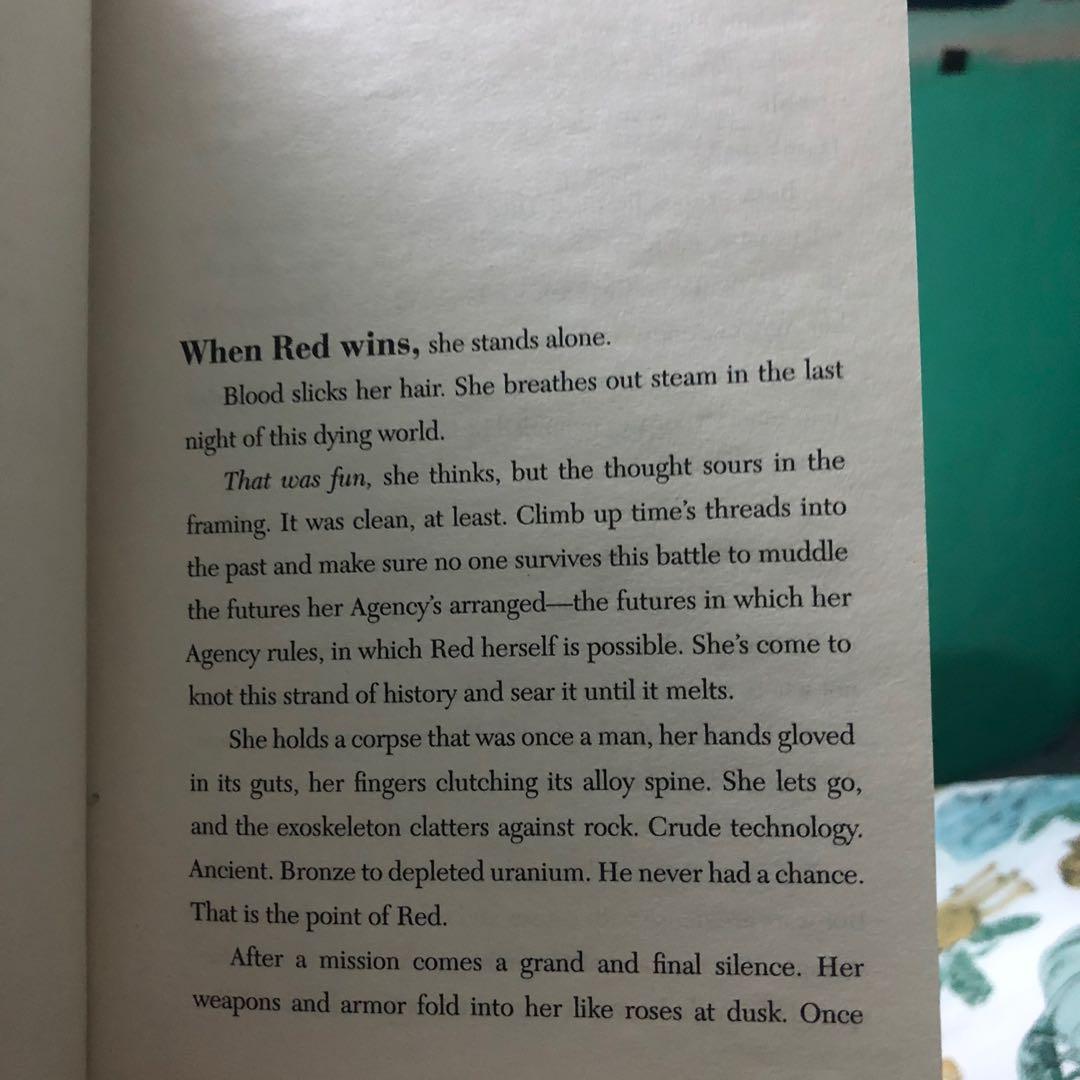 When Red wins, she stands alone.
Blood slicks her hair. She breathes out steam in the last
night of this dying world.
That was fun, she thinks, but the thought sours in the
framing. It was clean, at least. Climb up time’s threads into
the past and make sure no one survives this battle to muddle
the futures her Agency’s arranged—the futures in which her
Agency rules, in which Red herself is possible. She’s come to
knot this strand of history and sear it until it melts.
She holds a corpse that was once a man, her hands gloved
in its guts, her fingers clutching its alloy spine. She lets go,
and the exoskeleton clatters against rock. Crude technology.
Ancient. Bronze to depleted uranium. He never had a chance.
That is the point of Red.
After a mission comes a grand and final silence. Her
weapons and armor fold into her like roses at dusk. Once